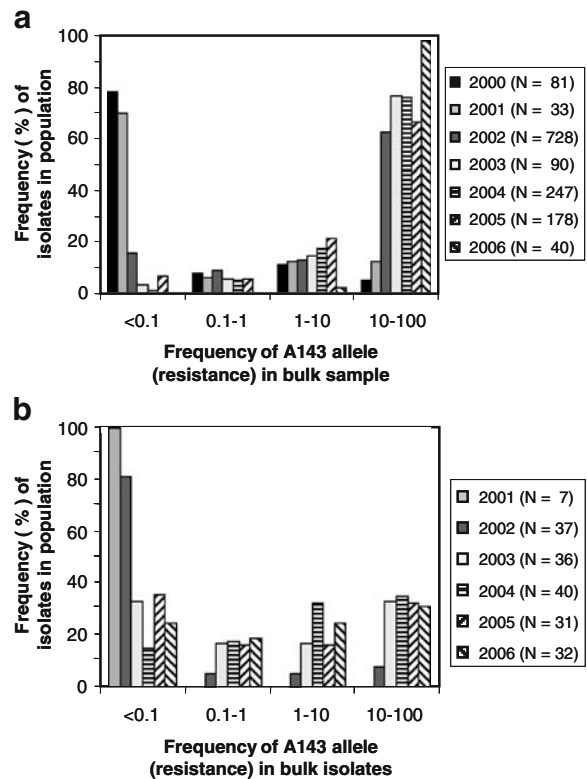 a
100
80
60
40
20
0
Frequency ( % ) of
isolates in population
<0.1 0.1-1 1-10 10-100
Frequency of A143 allele
(resistance) in bulk sample
2000 (N = 81)
2001 (N = 33)
2002 (N = 728)
2003 (N = 90)
2004 (N = 247)
2005 (N = 178)
2006 (N = 40)
b
100
80
60
40
20
0
Frequency ( % ) of
isolates in population
<0.1 0.1-1 1-10 10-100
Frequency of A143 allele
(resistance) in bulk isolates
2001 (N = 7)
2002 (N = 37)
2003 (N = 36)
2004 (N = 40)
2005 (N = 31)
2006 (N = 32)